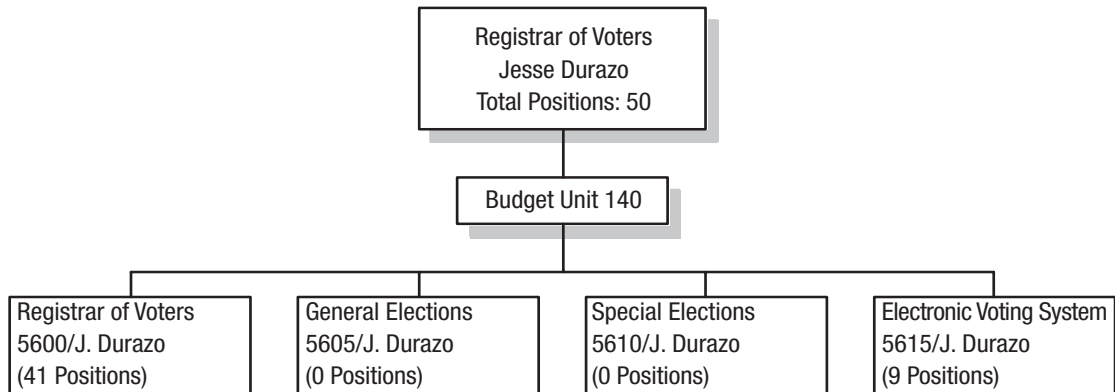 Registrar of Voters
Jesse Durazo
Total Positions: 50
Budget Unit 140
Registrar of Voters
5600/J. Durazo
(41 Positions)
General Elections
5605/J. Durazo
(0 Positions)
Special Elections
5610/J. Durazo
(0 Positions)
Electronic Voting System
5615/J. Durazo
(9 Positions)